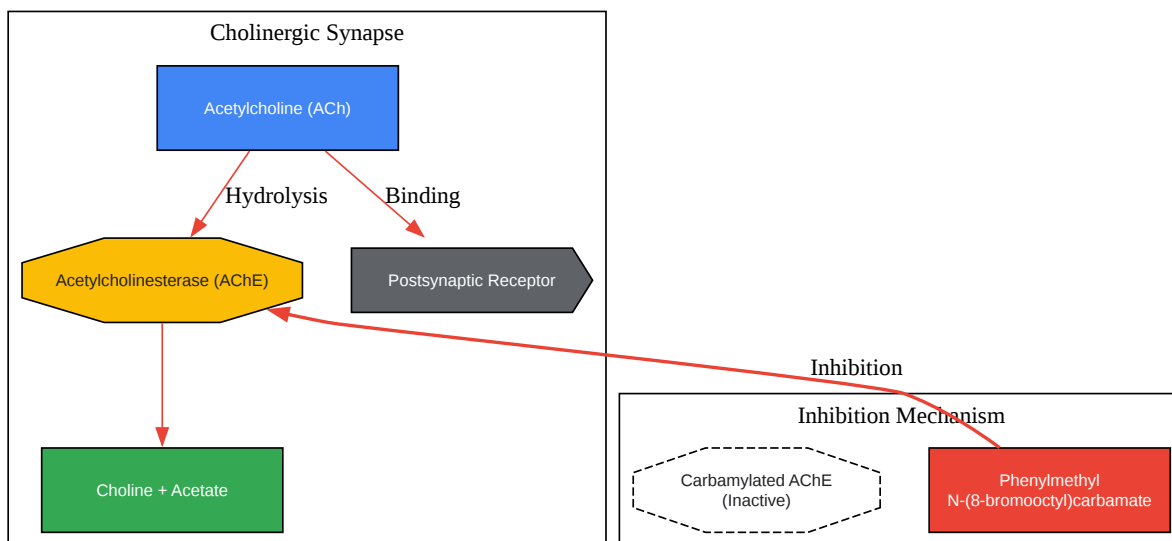 Cholinergic Synapse
Acetylcholine (ACh)
Hydrolysis
Binding
Acetylcholinesterase (AChE)
Postsynaptic Receptor
Inhibition
Inhibition Mechanism
Choline + Acetate
Carbamylated AChE
(Inactive)
Phenylmethyl
N-(8-bromooctyl)carbamate